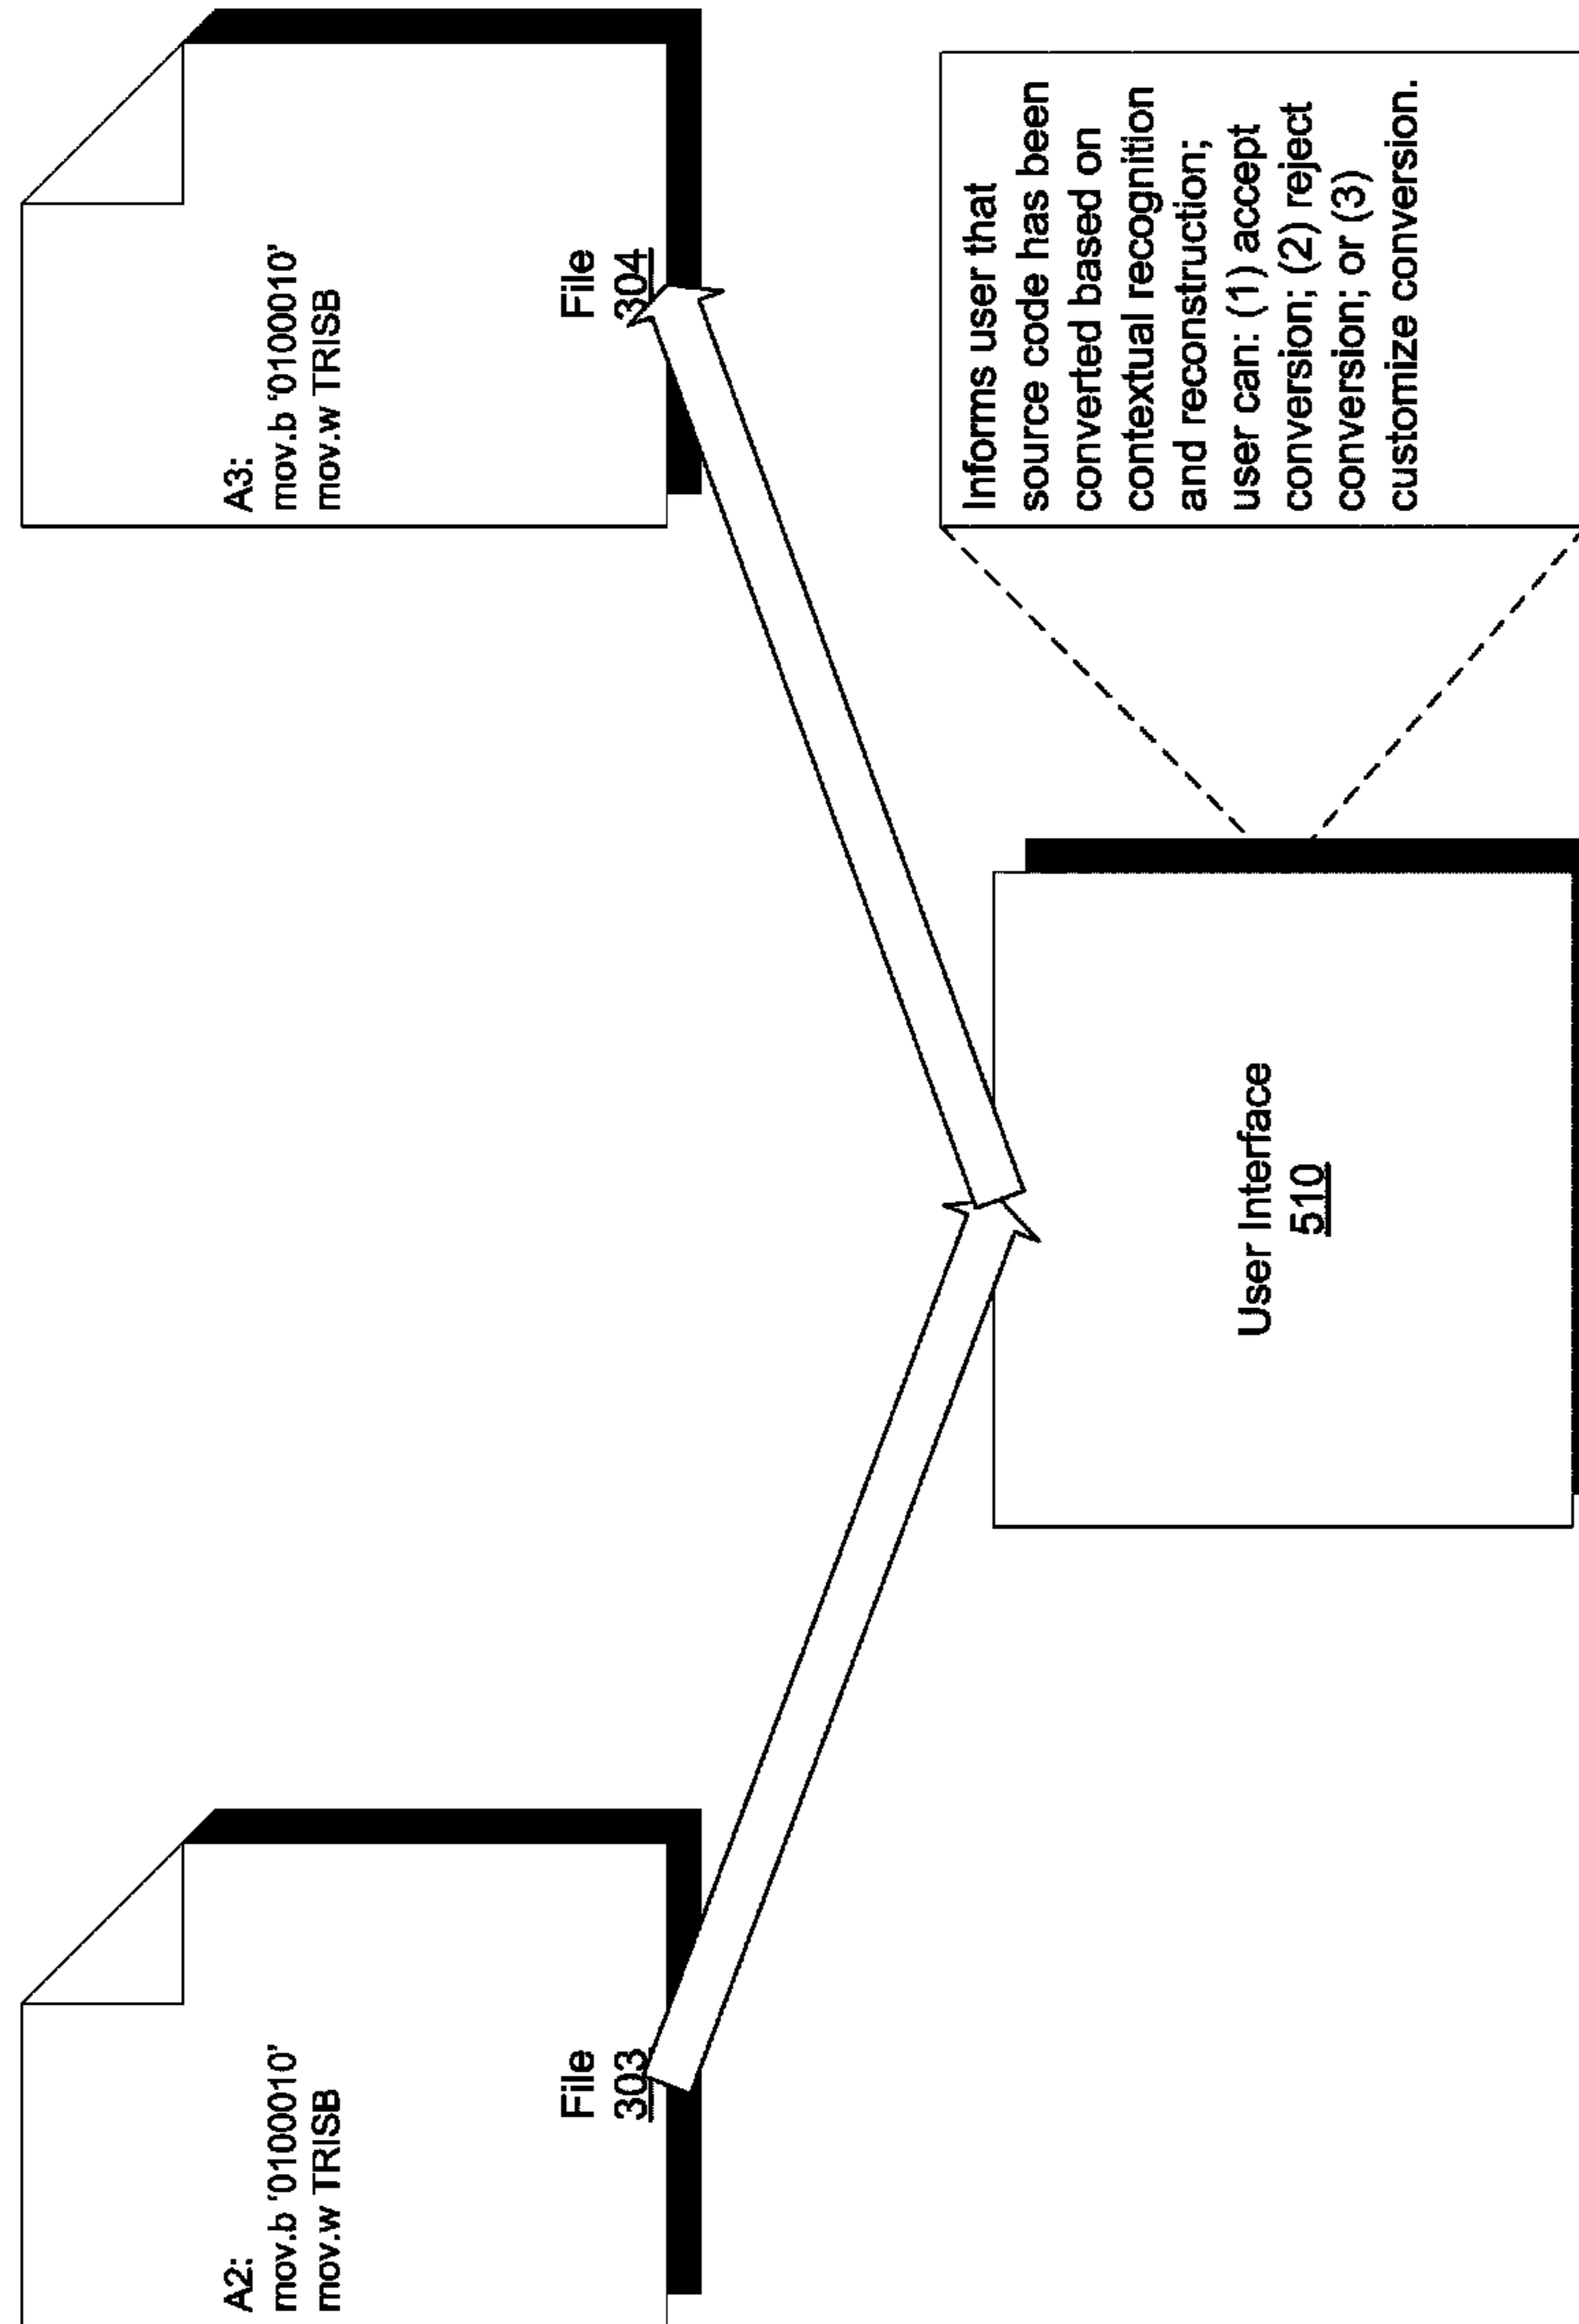 A2:
mov.b ‘0100010’
mov.w TRISB
File
303
A3:
mov.b ‘0100010’
mov.w TRISB
File
304
User Interface
510
Informs user that
source code has been
converted based on
contextual recognition
and reconstruction;
user can: (1) accept
conversion; (2) reject
conversion; or (3)
customize conversion.